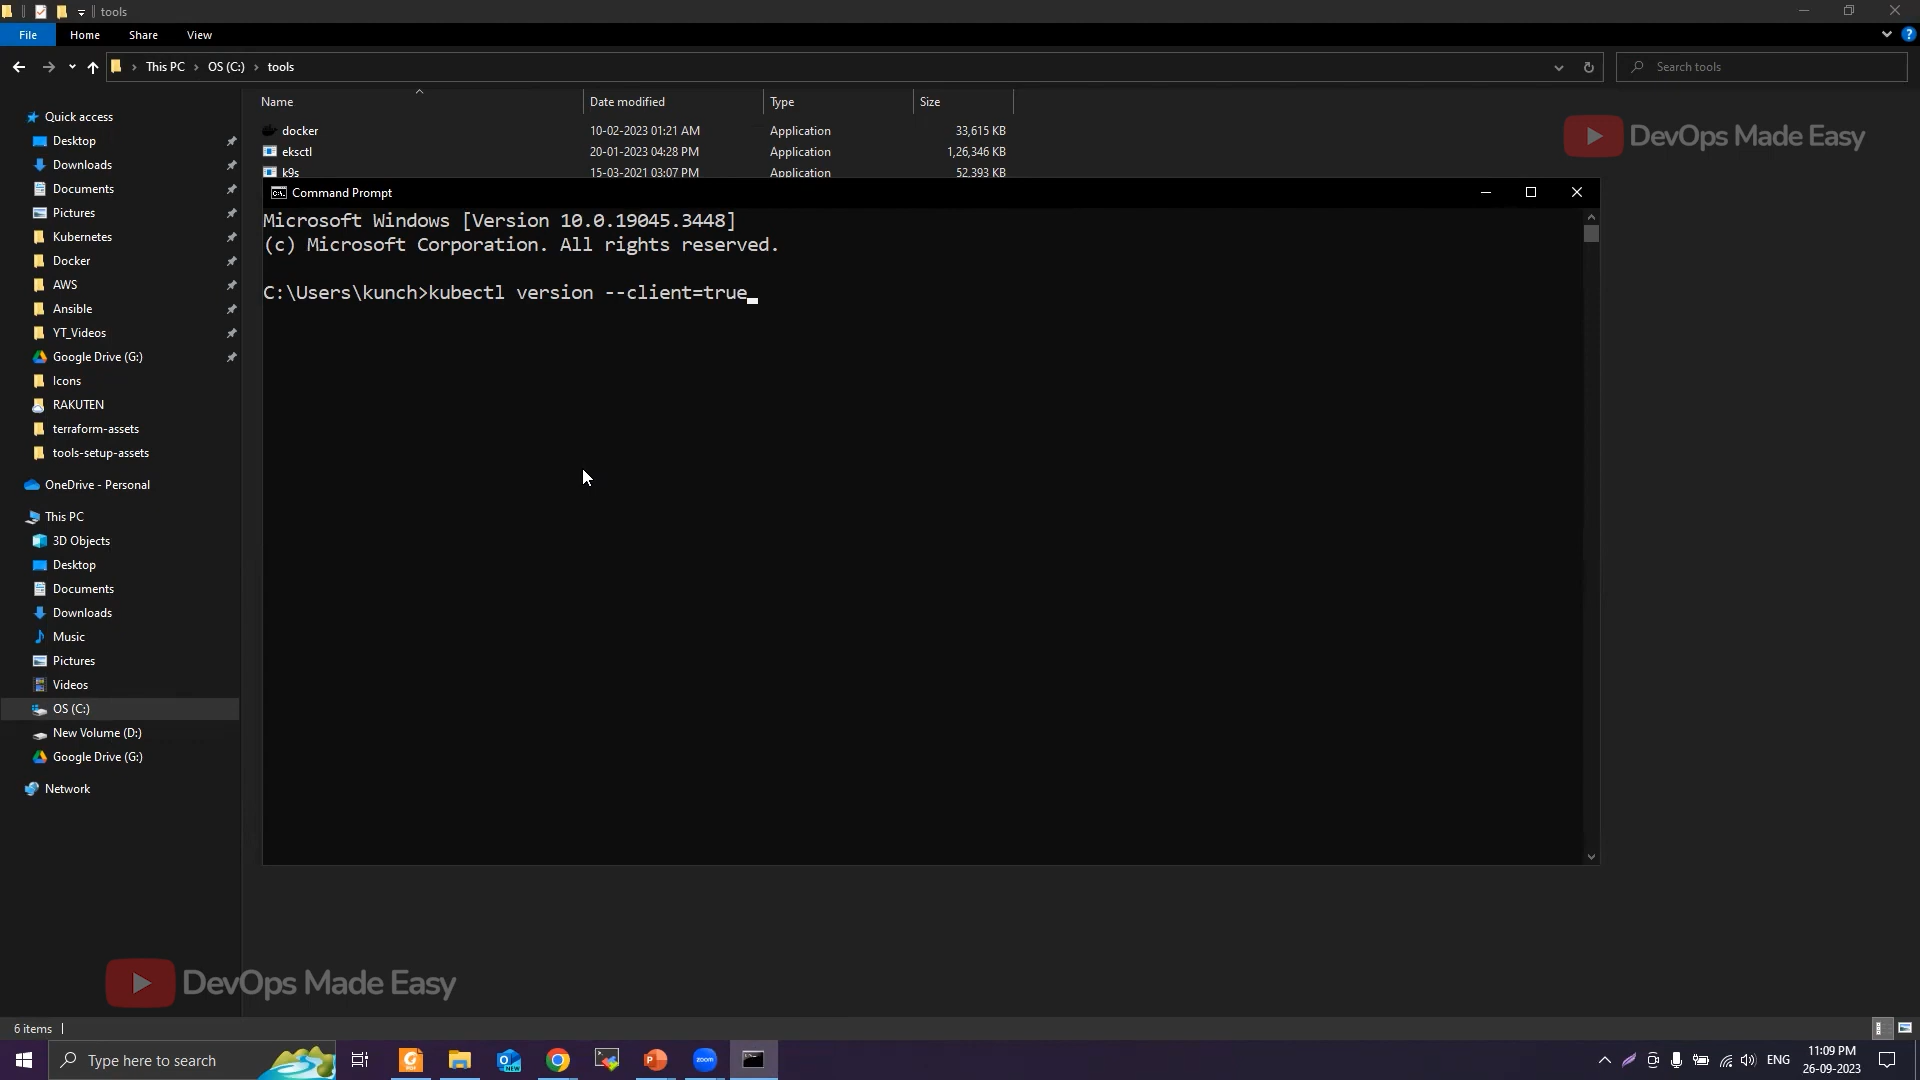 tools
File Home Share View
This PC OS (C:) tools
Search tools
Name Date modified Type Size
docker 10-02-2023 01:21 AM Application 33,615 KB
eksctl 20-01-2023 04:28 PM Application 1,26,346 KB
k9s 15-03-2021 03:07 PM Application 52,393 KB
DevOps Made Easy
Quick access
Desktop
Downloads
Documents
Pictures
Kubernetes
Docker
AWS
Ansible
YT_Videos
Google Drive (G:)
Icons
RAKUTEN
terraform-assets
tools-setup-assets
OneDrive - Personal
This PC
3D Objects
Desktop
Documents
Downloads
Music
Pictures
Videos
OS (C:)
New Volume (D:)
Google Drive (G:)
Network
Command Prompt
Microsoft Windows [Version 10.0.19045.3448]
(c) Microsoft Corporation. All rights reserved.
C:\Users\kunch>kubectl version --client=true
DevOps Made Easy
6 items
Type here to search
NEW
zoom
ENG
11:09 PM
26-09-2023